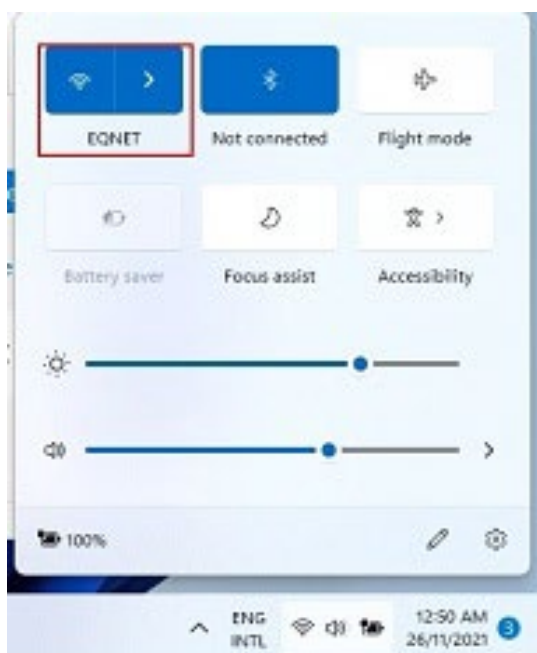 EQNET
Not connected
Flight mode
Battery saver
Focus assist
Accessibility
100%
ENG
INTL
12:50 AM
26/11/2021
3